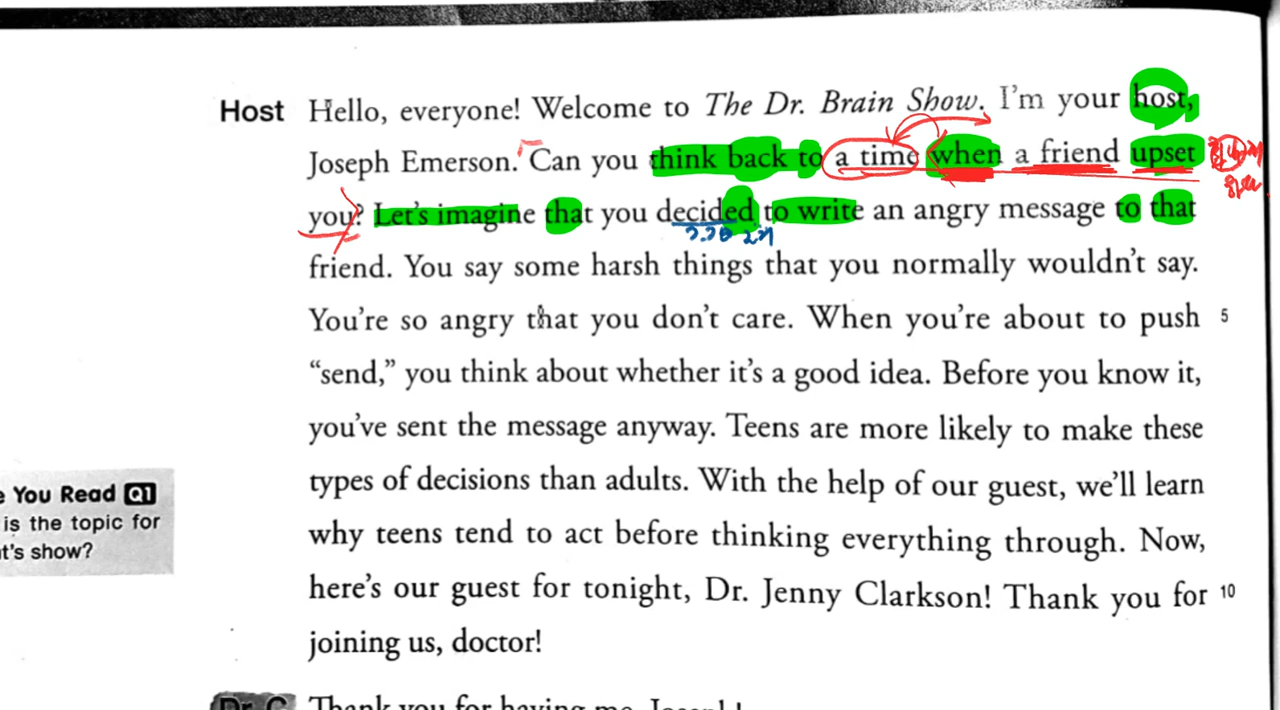 Host Hello, everyone! Welcome to The Dr. Brain Show. I'm your host,
Joseph Emerson. Can you think back to a time when a friend upset
you? Let's imagine that you decided to write an angry message to that
friend. You say some harsh things that you normally wouldn't say.
You're so angry that you don't care. When you're about to push 5
"send," you think about whether it's a good idea. Before you know it,
you've sent the message anyway. Teens are more likely to make these
types of decisions than adults. With the help of our guest, we'll learn
You Read Q1
is the topic for
t's show?
why teens tend to act before thinking everything through. Now,
here's our guest for tonight, Dr. Jenny Clarkson! Thank you for 10
joining us, doctor!
Dr. C Thank you for having me, Joseph!